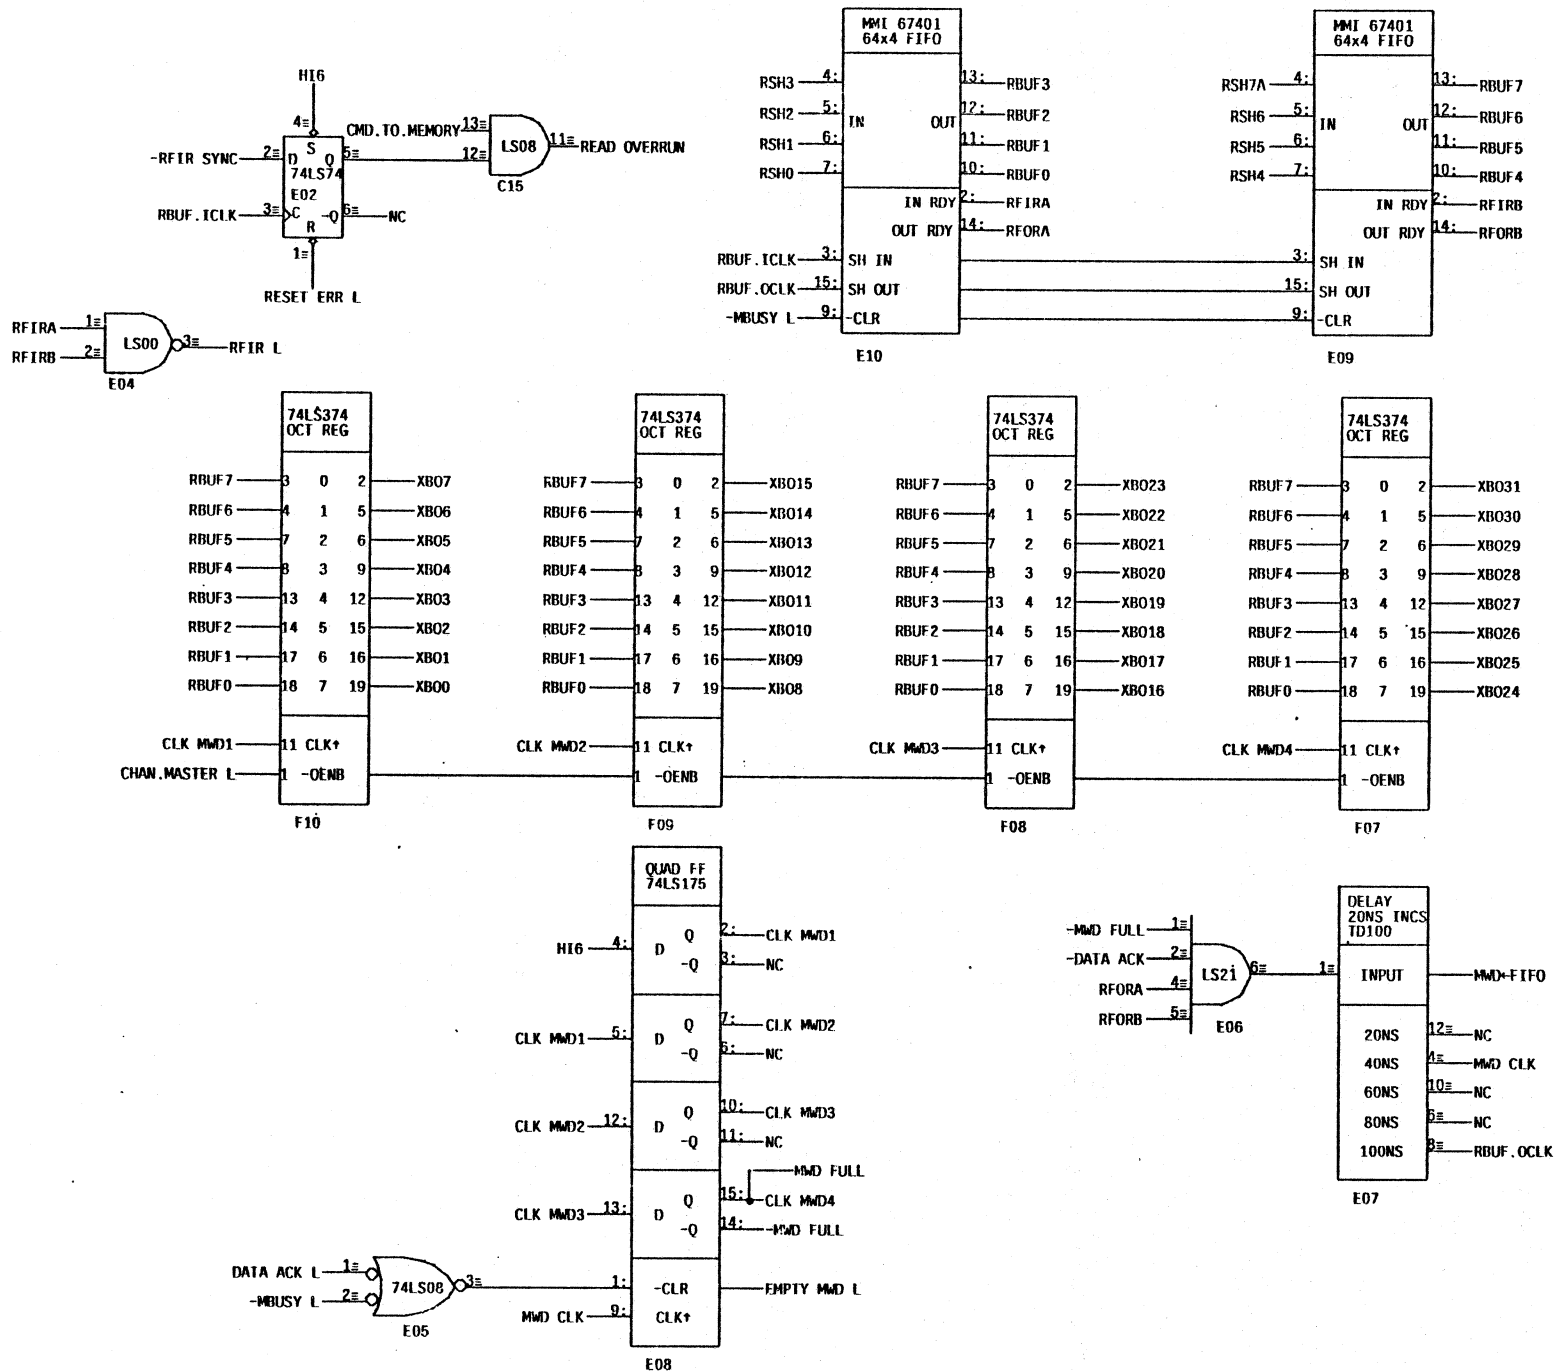 HI6
4≡
-RFIR SYNC 2≡ D S Q 5≡
74LS74
E02
RBUF.ICLK 3≡ C -Q 6≡ NC
R
1≡
RESET ERR L
CMD.TO.MEMORY 13≡
12≡
LS08 11≡ READ OVERRUN
C15
RFIRA 1≡
RFIRB 2≡
LS00 3≡ RFIR L
E04
MMI 67401
64x4 FIFO
RSH3 4: 13: RBUF3
RSH2 5: IN OUT 12: RBUF2
RSH1 6: 11: RBUF1
RSH0 7: 10: RBUF0
IN RDY 2: RFIRA
OUT RDY 14: RFORA
RBUF.ICLK 3: SH IN
RBUF.OCLK 15: SH OUT
-MBUSY L 9: -CLR
E10
MMI 67401
64x4 FIFO
RSH7A 4: 13: RBUF7
RSH6 5: IN OUT 12: RBUF6
RSH5 6: 11: RBUF5
RSH4 7: 10: RBUF4
IN RDY 2: RFIRB
OUT RDY 14: RFORB
3: SH IN
15: SH OUT
9: -CLR
E09
74LS374
OCT REG
RBUF7 3 0 2 XBO7
RBUF6 4 1 5 XBO6
RBUF5 7 2 6 XBO5
RBUF4 8 3 9 XBO4
RBUF3 13 4 12 XBO3
RBUF2 14 5 15 XBO2
RBUF1 17 6 16 XBO1
RBUF0 18 7 19 XBO0
CLK MWD1 11 CLK↑
CHAN.MASTER L 1 -OENB
F10
74LS374
OCT REG
RBUF7 3 0 2 XBO15
RBUF6 4 1 5 XBO14
RBUF5 7 2 6 XBO13
RBUF4 8 3 9 XBO12
RBUF3 13 4 12 XBO11
RBUF2 14 5 15 XBO10
RBUF1 17 6 16 XBO9
RBUF0 18 7 19 XBO8
CLK MWD2 11 CLK↑
1 -OENB
F09
74LS374
OCT REG
RBUF7 3 0 2 XBO23
RBUF6 4 1 5 XBO22
RBUF5 7 2 6 XBO21
RBUF4 8 3 9 XBO20
RBUF3 13 4 12 XBO19
RBUF2 14 5 15 XBO18
RBUF1 17 6 16 XBO17
RBUF0 18 7 19 XBO16
CLK MWD3 11 CLK↑
1 -OENB
F08
74LS374
OCT REG
RBUF7 3 0 2 XBO31
RBUF6 4 1 5 XBO30
RBUF5 7 2 6 XBO29
RBUF4 8 3 9 XBO28
RBUF3 13 4 12 XBO27
RBUF2 14 5 15 XBO26
RBUF1 17 6 16 XBO25
RBUF0 18 7 19 XBO24
CLK MWD4 11 CLK↑
1 -OENB
F07
QUAD FF
74LS175
HI6 4: D Q 2: CLK MWD1
-Q 3: NC
CLK MWD1 5: D Q 7: CLK MWD2
-Q 6: NC
CLK MWD2 12: D Q 10: CLK MWD3
-Q 11: NC
MWD FULL
CLK MWD3 13: D Q 15: CLK MWD4
-Q 14: -MWD FULL
DATA ACK L 1≡
-MBUSY L 2≡
74LS08 3≡
E05
1: -CLR EMPTY MWD L
MWD CLK 9: CLK↑
E08
-MWD FULL 1≡
-DATA ACK 2≡
RFORA 4≡
RFORB 5≡
LS21 6≡
E06
DELAY
20NS INCS
TD100
1≡ INPUT MWD←FIFO
20NS 12≡ NC
40NS 4≡ MWD CLK
60NS 10≡ NC
80NS 6≡ NC
100NS 8≡ RBUF.OCLK
E07